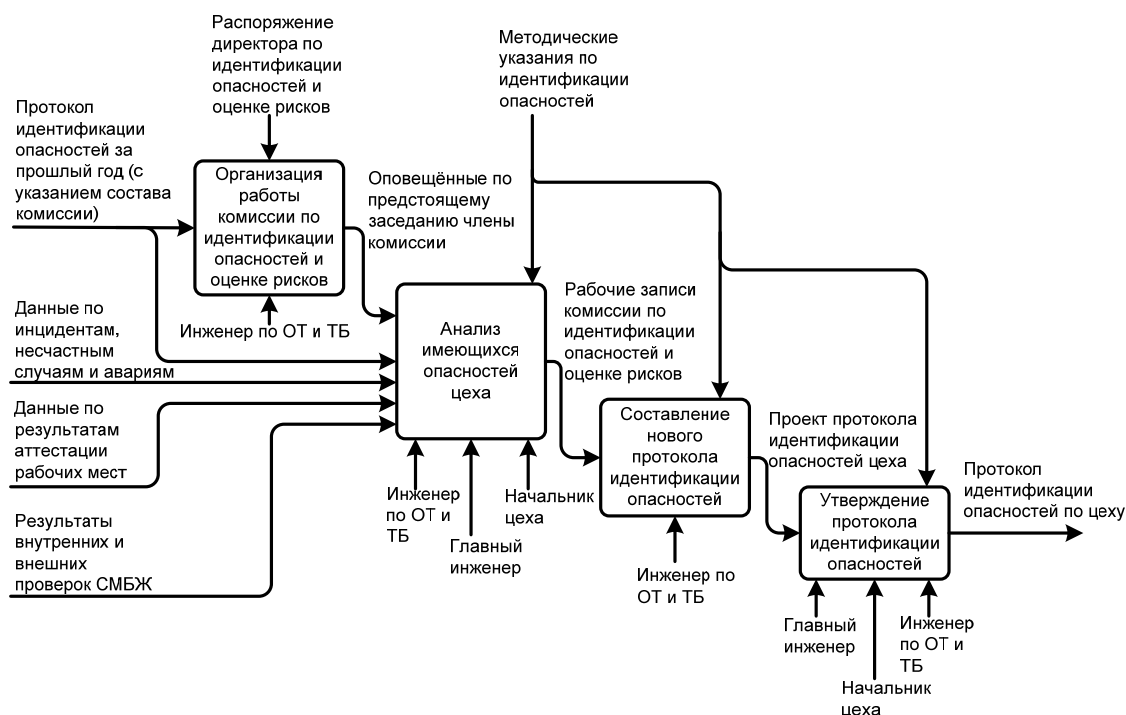 Распоряжение
директора по
идентификации
опасностей и
оценке рисков
Методические
указания по
идентификации
опасностей
Протокол
идентификации
опасностей за
прошлый год (с
указанием состава
комиссии)
Организация
работы
комиссии по
идентификации
опасностей и
оценке рисков
Оповещённые по
предстоящему
заседанию члены
комиссии
Инженер по ОТ и ТБ
Данные по
инцидентам,
несчастным
случаям и авариям
Анализ
имеющихся
опасностей
цеха
Рабочие записи
комиссии по
идентификации
опасностей и
оценке рисков
Данные по
результатам
аттестации
рабочих мест
Составление
нового
протокола
идентификации
опасностей
Проект протокола
идентификации
опасностей цеха
Инженер
по ОТ и
ТБ
Главный
инженер
Начальник
цеха
Результаты
внутренних и
внешних
проверок СМБЖ
Инженер по
ОТ и ТБ
Утверждение
протокола
идентификации
опасностей
Протокол
идентификации
опасностей по цеху
Главный
инженер
Начальник
цеха
Инженер
по ОТ и
ТБ